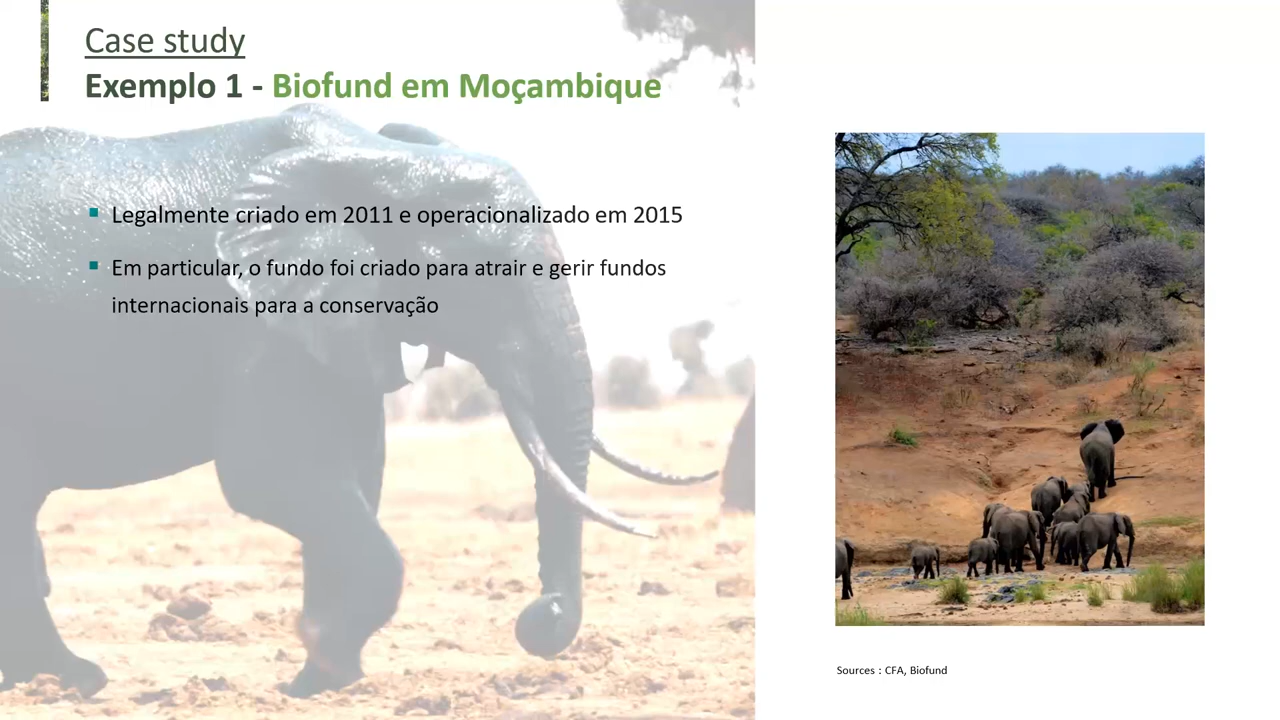 Case study
Exemplo 1 - Biofund em Moçambique
▪ Legalmente criado em 2011 e operacionalizado em 2015
▪ Em particular, o fundo foi criado para atrair e gerir fundos
internacionais para a conservação
Sources : CFA, Biofund